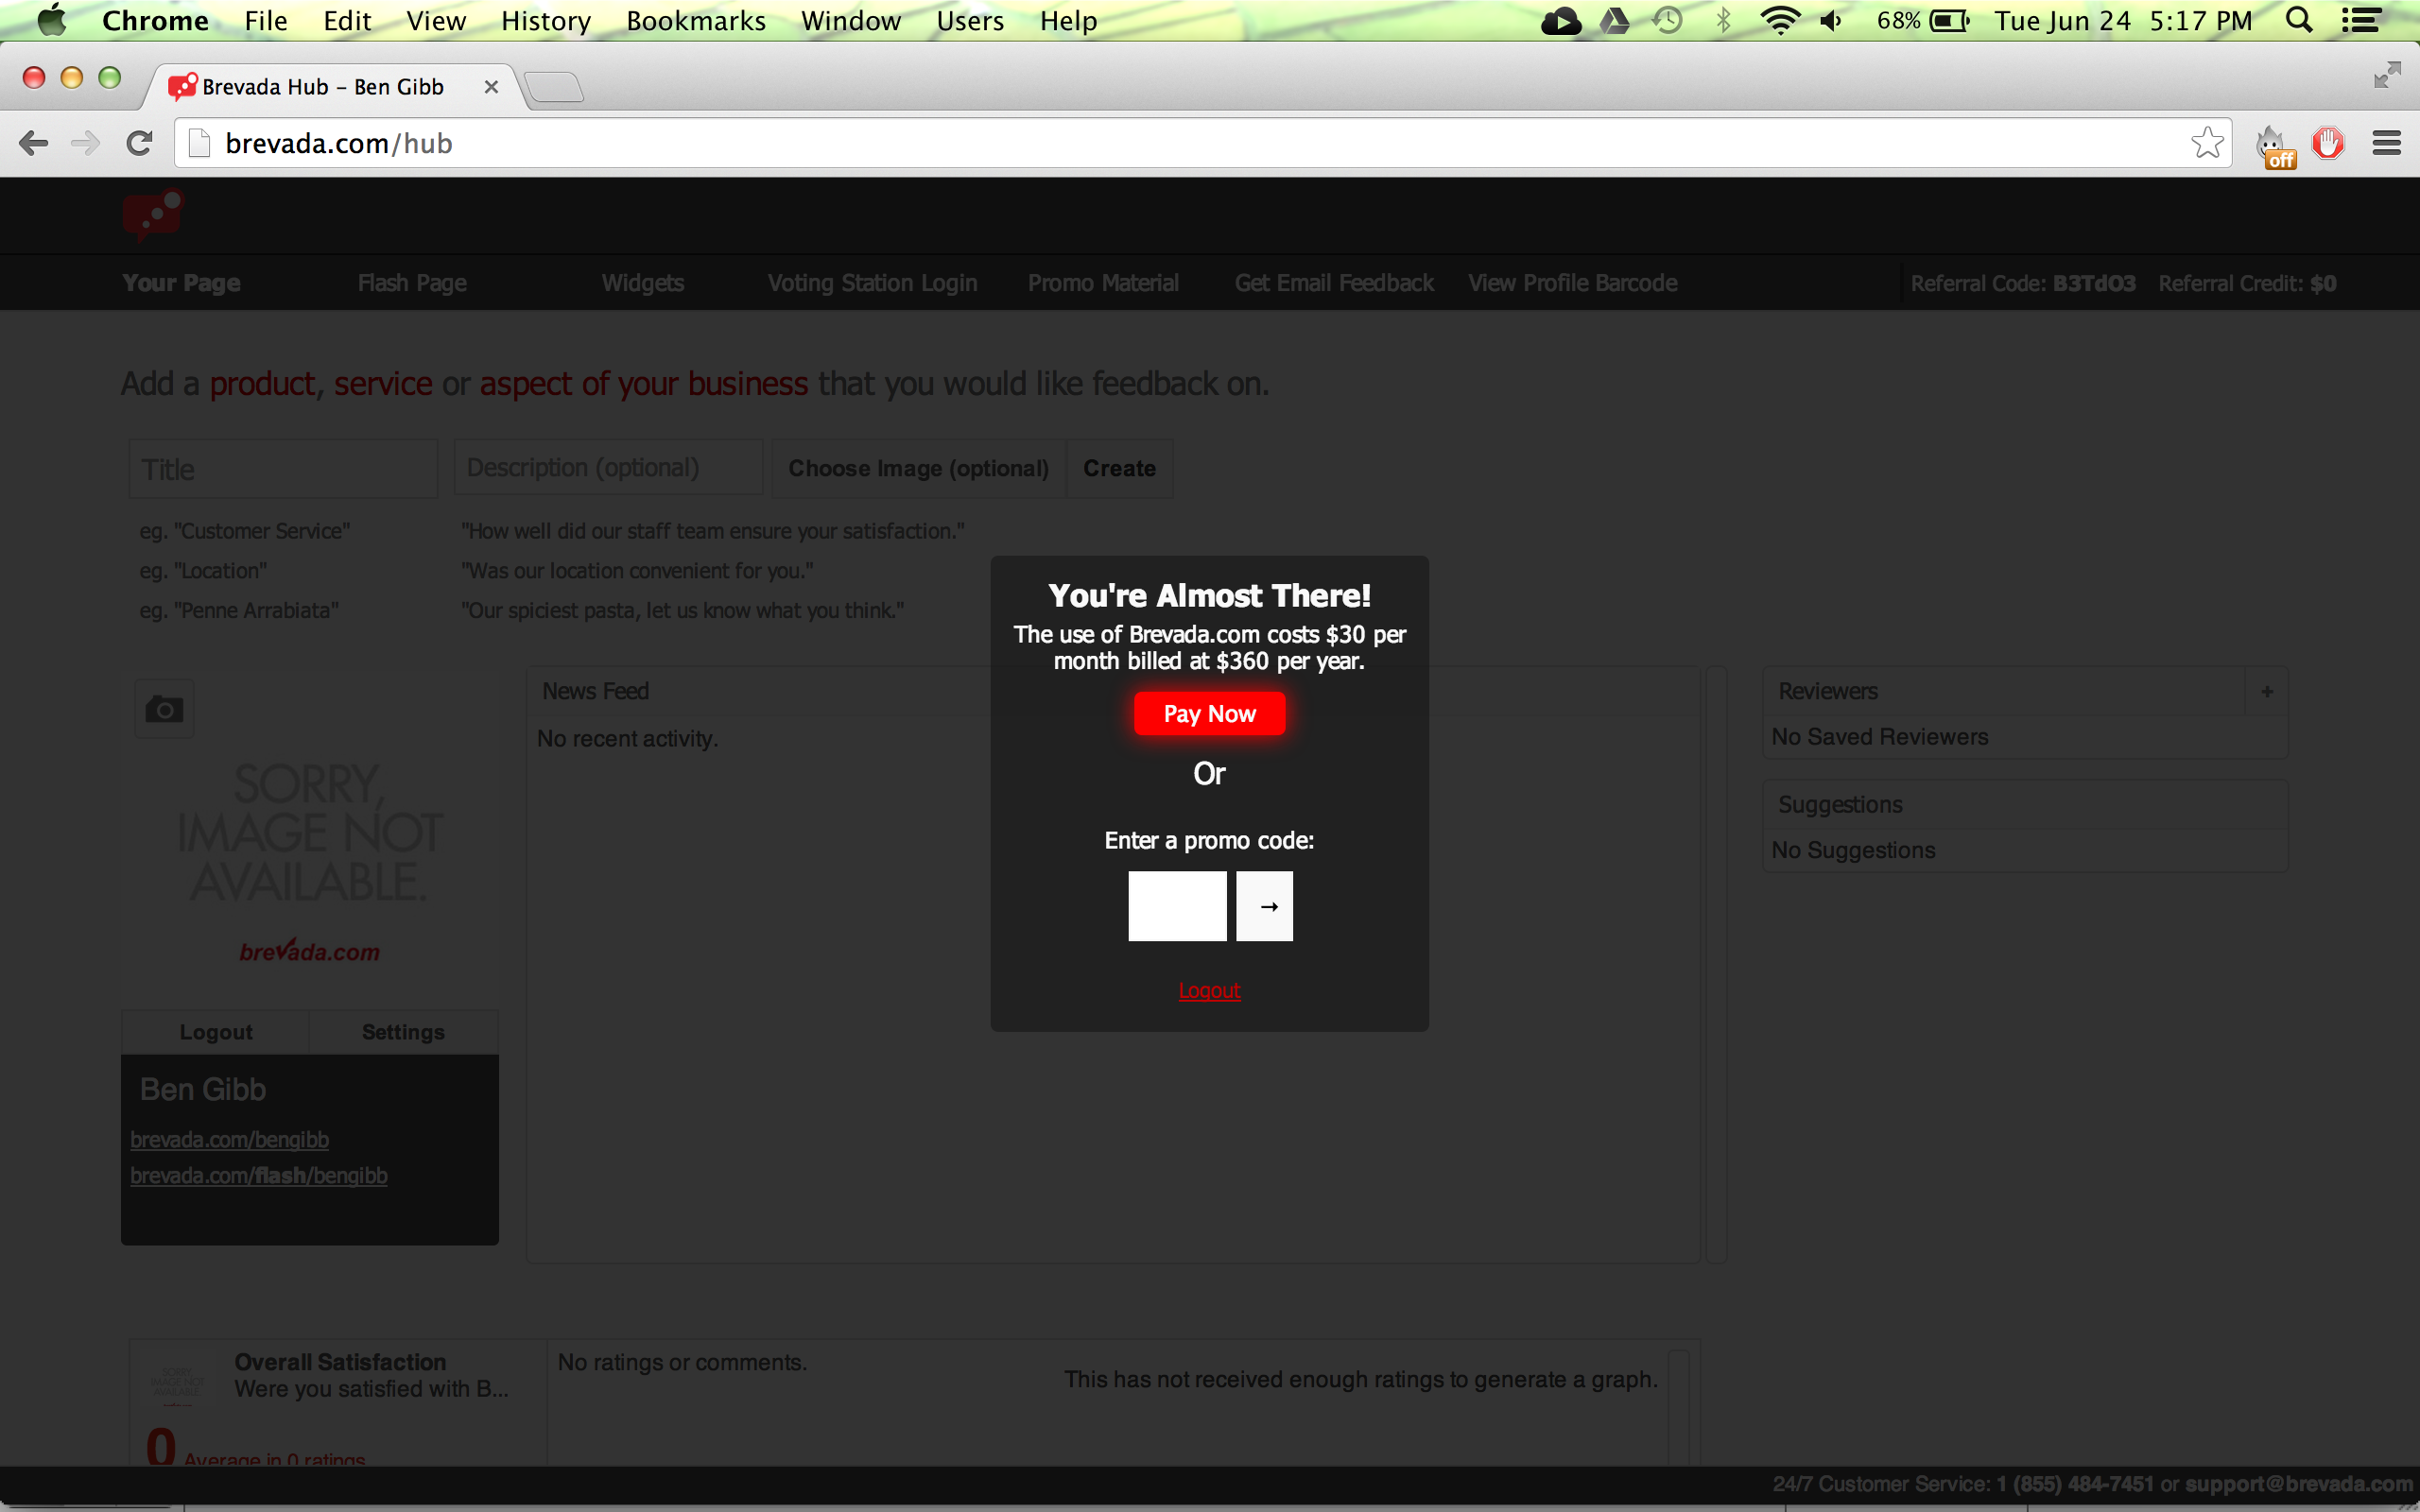 Chrome File Edit View History Bookmarks Window Users Help 68% Tue Jun 24 5:17 PM
Brevada Hub – Ben Gibb
brevada.com/hub
off
Your Page Flash Page Widgets Voting Station Login Promo Material Get Email Feedback View Profile Barcode Referral Code: B3TdO3 Referral Credit: $0
Add a product, service or aspect of your business that you would like feedback on.
Title Description (optional) Choose Image (optional) Create
eg. "Customer Service" "How well did our staff team ensure your satisfaction."
eg. "Location" "Was our location convenient for you."
eg. "Penne Arrabiata" "Our spiciest pasta, let us know what you think."
You're Almost There!
The use of Brevada.com costs $30 per
month billed at $360 per year.
Pay Now
Or
Enter a promo code:
→
Logout
News Feed
No recent activity.
Reviewers +
No Saved Reviewers
Suggestions
No Suggestions
SORRY,
IMAGE NOT
AVAILABLE.
brevada.com
Logout Settings
Ben Gibb
brevada.com/bengibb
brevada.com/flash/bengibb
SORRY,
IMAGE NOT
AVAILABLE.
Overall Satisfaction
Were you satisfied with B...
0 Average in 0 ratings
No ratings or comments.
This has not received enough ratings to generate a graph.
24/7 Customer Service: 1 (855) 484-7451 or support@brevada.com